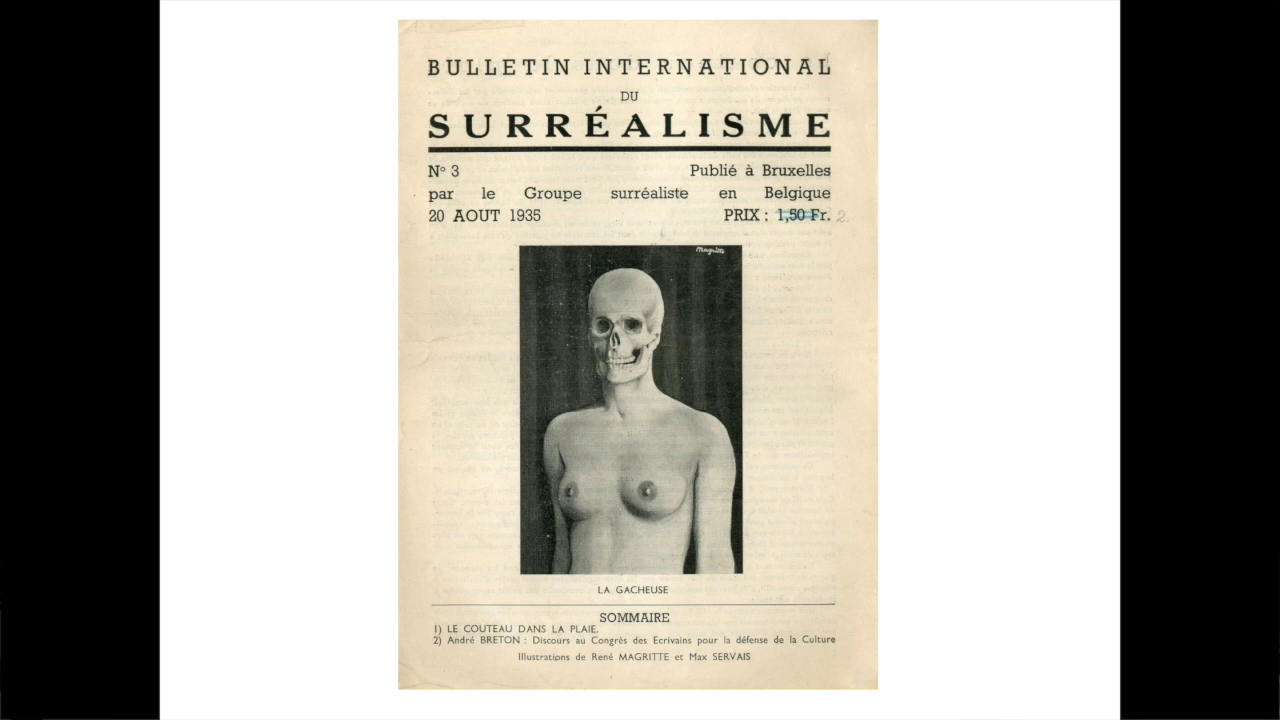 BULLETIN INTERNATIONAL
DU
SURRÉALISME
N° 3 Publié à Bruxelles
par le Groupe surréaliste en Belgique
20 AOUT 1935 PRIX : 1,50 Fr. 2.
Magritte
LA GACHEUSE
SOMMAIRE
1) LE COUTEAU DANS LA PLAIE.
2) André BRETON : Discours au Congrès des Ecrivains pour la défense de la Culture
Illustrations de René MAGRITTE et Max SERVAIS